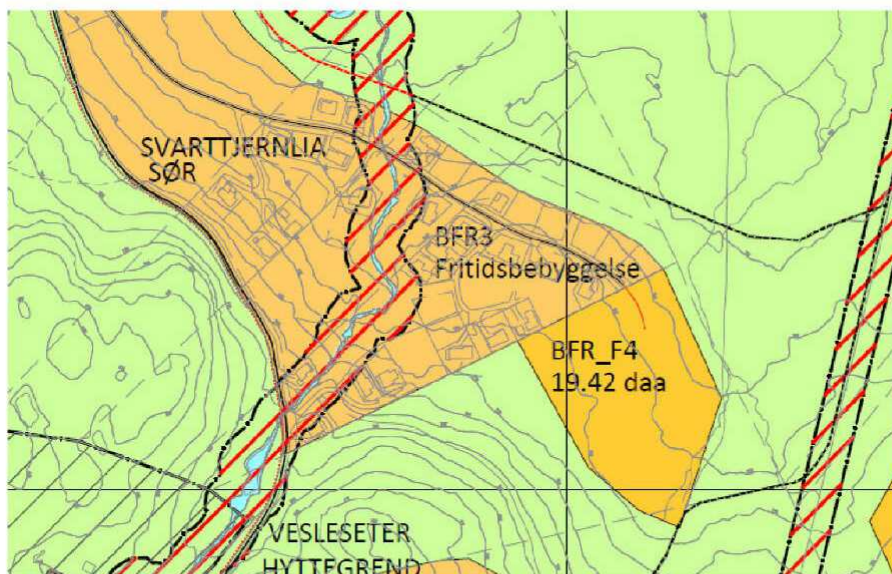 SVARTTJERNLIA
SØR
BFR3
Fritidsbebyggelse
BFR_F4
19.42 daa
VESLESETER
HYTTEGREND